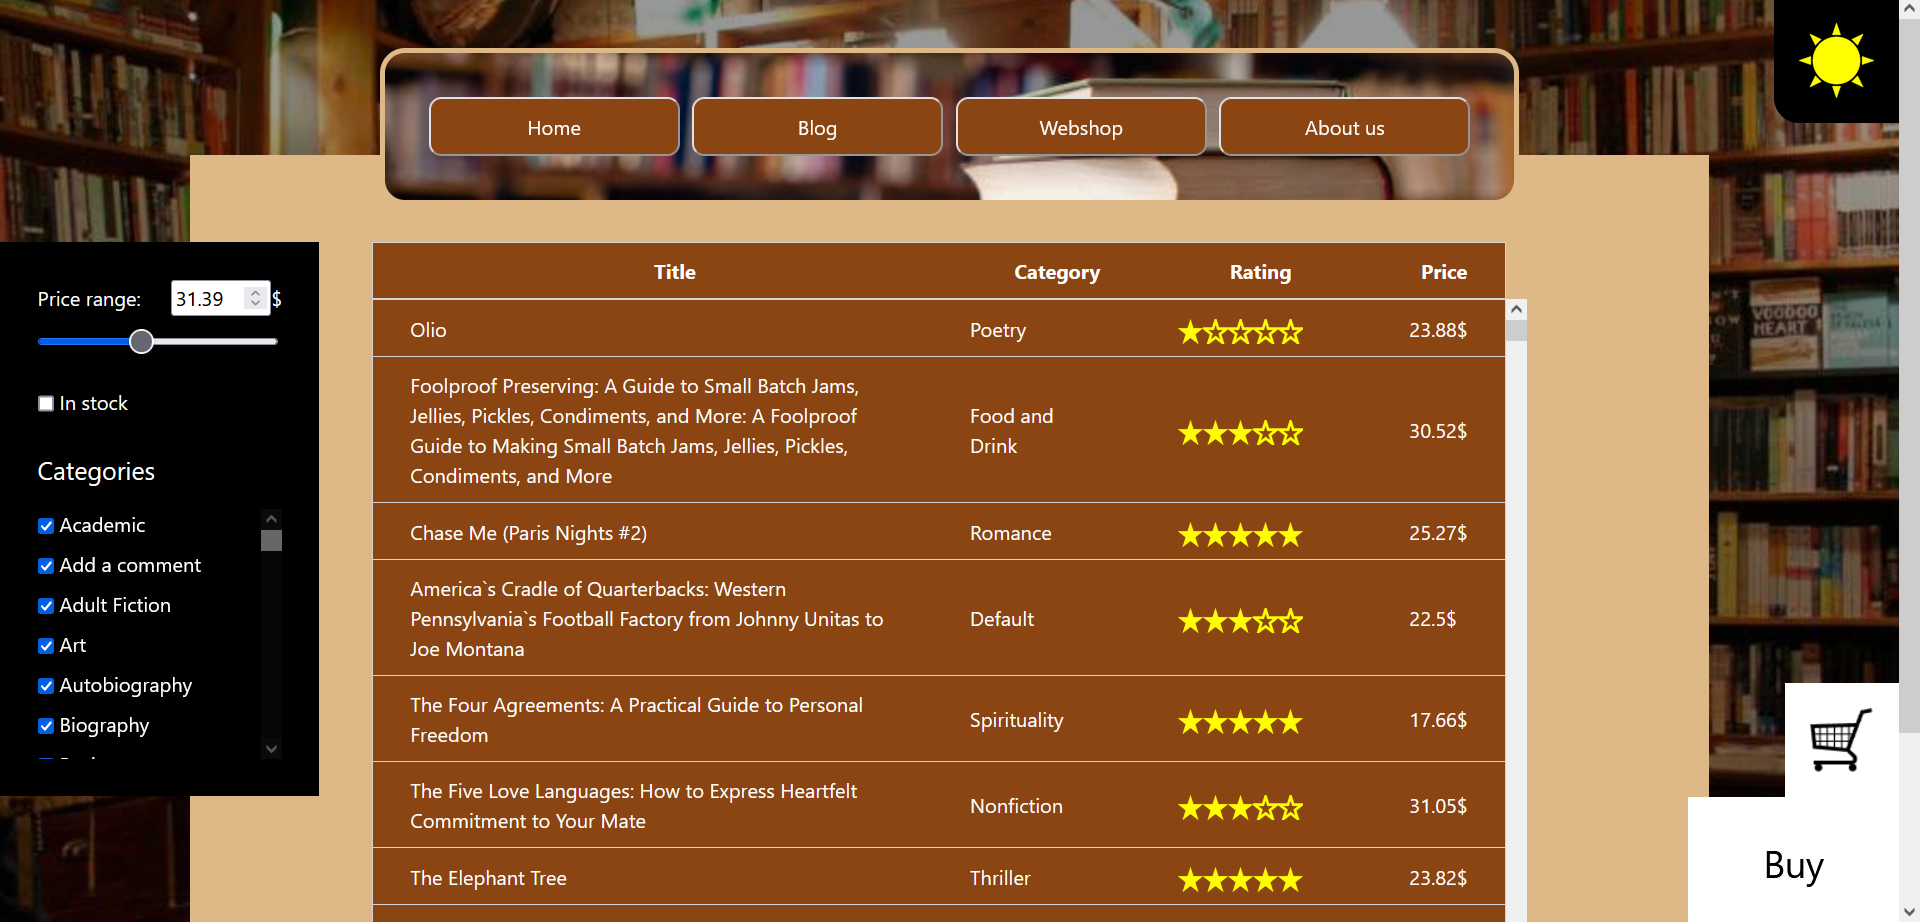 Home
Blog
Webshop
About us
VOODOO
HEART
Price range:
31.39
$
In stock
Categories
Academic
Add a comment
Adult Fiction
Art
Autobiography
Biography
Title
Category
Rating
Price
Olio
Poetry
★☆☆☆☆
23.88$
Foolproof Preserving: A Guide to Small Batch Jams,
Jellies, Pickles, Condiments, and More: A Foolproof
Guide to Making Small Batch Jams, Jellies, Pickles,
Condiments, and More
Food and
Drink
★★★☆☆
30.52$
Chase Me (Paris Nights #2)
Romance
★★★★★
25.27$
America`s Cradle of Quarterbacks: Western
Pennsylvania`s Football Factory from Johnny Unitas to
Joe Montana
Default
★★★☆☆
22.5$
The Four Agreements: A Practical Guide to Personal
Freedom
Spirituality
★★★★★
17.66$
The Five Love Languages: How to Express Heartfelt
Commitment to Your Mate
Nonfiction
★★★☆☆
31.05$
The Elephant Tree
Thriller
★★★★★
23.82$
Buy